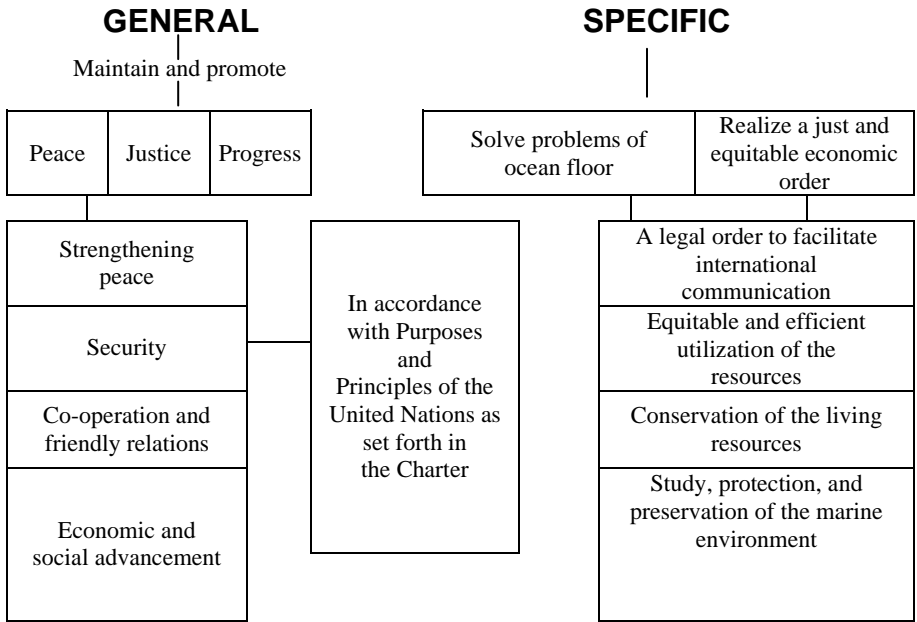 GENERAL
SPECIFIC
Maintain and promote
Peace
Justice
Progress
Solve problems of
ocean floor
Realize a just and
equitable economic
order
Strengthening
peace
Security
Co-operation and
friendly relations
Economic and
social advancement
In accordance
with Purposes
and
Principles of the
United Nations as
set forth in
the Charter
A legal order to facilitate
international
communication
Equitable and efficient
utilization of the
resources
Conservation of the living
resources
Study, protection, and
preservation of the marine
environment